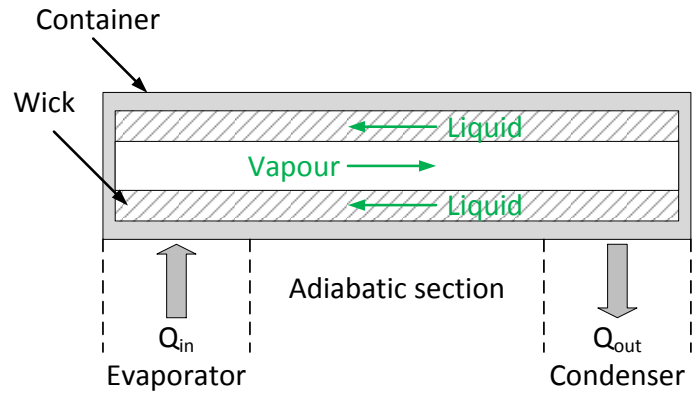 Container
Wick
Liquid
Vapour
Liquid
Adiabatic section
Qin
Qout
Evaporator
Condenser